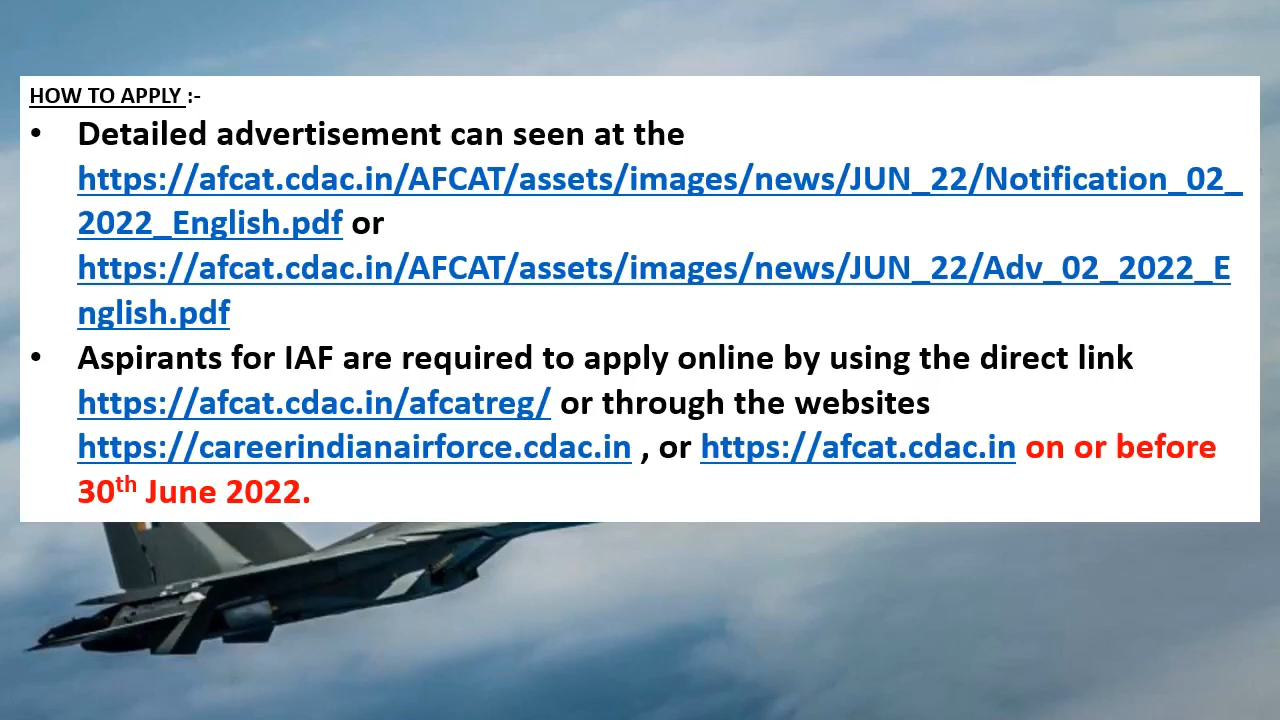 HOW TO APPLY :-
• Detailed advertisement can seen at the
https://afcat.cdac.in/AFCAT/assets/images/news/JUN_22/Notification_02_
2022_English.pdf or
https://afcat.cdac.in/AFCAT/assets/images/news/JUN_22/Adv_02_2022_E
nglish.pdf
• Aspirants for IAF are required to apply online by using the direct link
https://afcat.cdac.in/afcatreg/ or through the websites
https://careerindianairforce.cdac.in , or https://afcat.cdac.in on or before
30th June 2022.